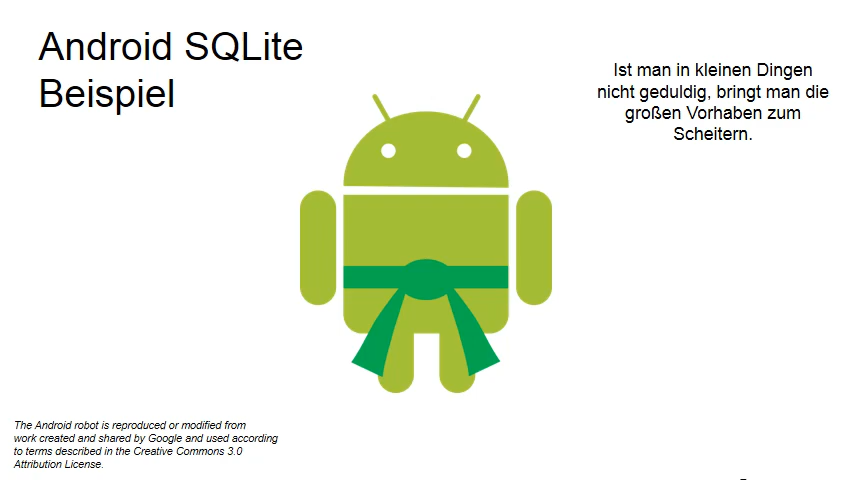 Android SQLite
Beispiel
Ist man in kleinen Dingen
nicht geduldig, bringt man die
großen Vorhaben zum
Scheitern.
The Android robot is reproduced or modified from
work created and shared by Google and used according
to terms described in the Creative Commons 3.0
Attribution License.